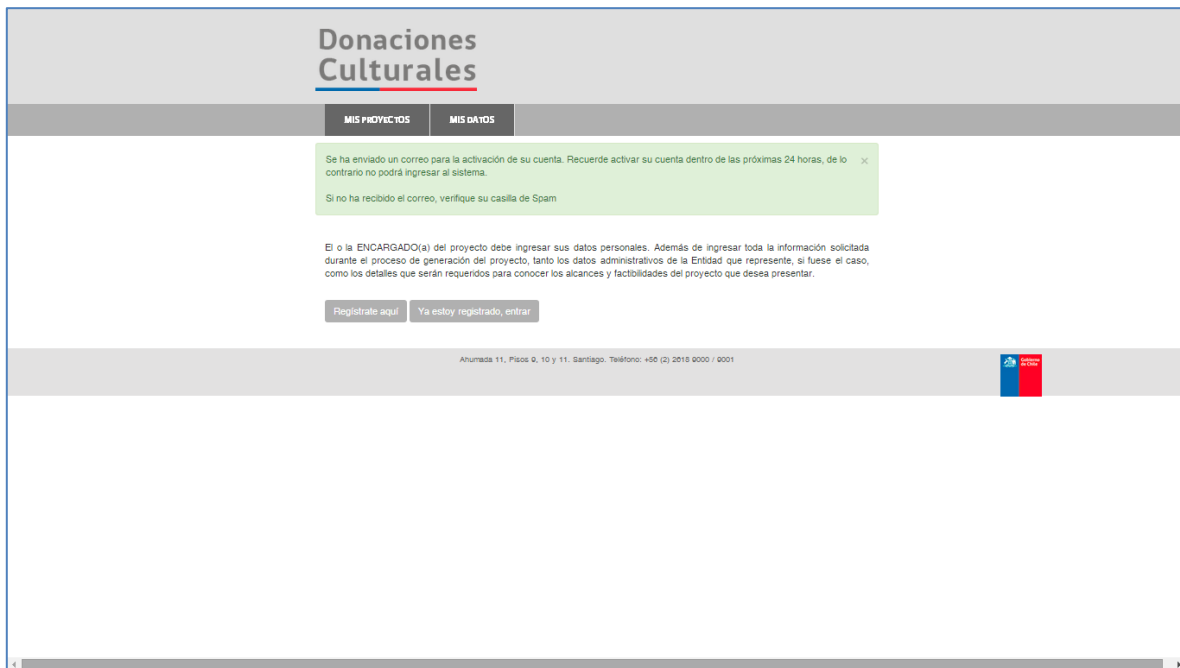 Donaciones
Culturales
MIS PROYECTOS MIS DATOS
Se ha enviado un correo para la activación de su cuenta. Recuerde activar su cuenta dentro de las próximas 24 horas, de lo ×
contrario no podrá ingresar al sistema.
Si no ha recibido el correo, verifique su casilla de Spam
El o la ENCARGADO(a) del proyecto debe ingresar sus datos personales. Además de ingresar toda la información solicitada
durante el proceso de generación del proyecto, tanto los datos administrativos de la Entidad que represente, si fuese el caso,
como los detalles que serán requeridos para conocer los alcances y factibilidades del proyecto que desea presentar.
Regístrate aquí Ya estoy registrado, entrar
Ahumada 11, Pisos 9, 10 y 11. Santiago. Teléfono: +56 (2) 2618 9000 / 9001
Gobierno
de Chile